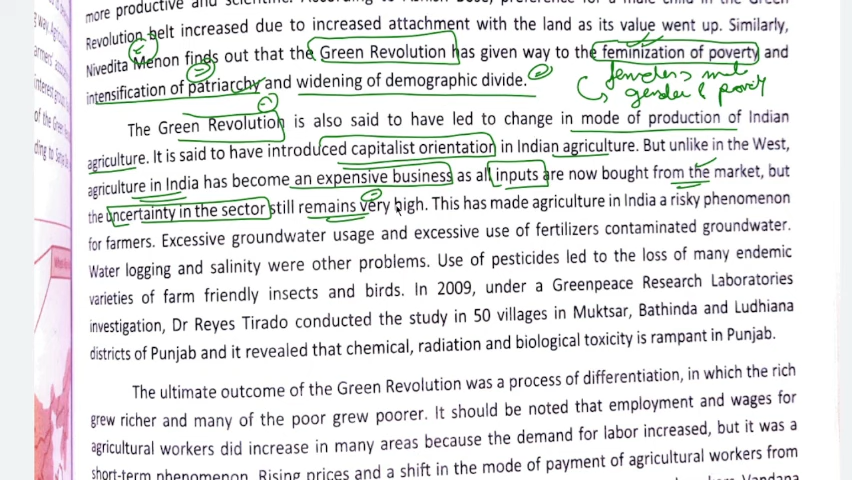 more productive and scientific. According to Ashish Bose, preference for a male child in the Green
Revolution belt increased due to increased attachment with the land as its value went up. Similarly,
Nivedita Menon finds out that the Green Revolution has given way to the feminization of poverty and
intensification of patriarchy and widening of demographic divide.
gender & poverty
The Green Revolution is also said to have led to change in mode of production of Indian
agriculture. It is said to have introduced capitalist orientation in Indian agriculture. But unlike in the West,
agriculture in India has become an expensive business as all inputs are now bought from the market, but
the uncertainty in the sector still remains very high. This has made agriculture in India a risky phenomenon
for farmers. Excessive groundwater usage and excessive use of fertilizers contaminated groundwater.
Water logging and salinity were other problems. Use of pesticides led to the loss of many endemic
varieties of farm friendly insects and birds. In 2009, under a Greenpeace Research Laboratories
investigation, Dr Reyes Tirado conducted the study in 50 villages in Muktsar, Bathinda and Ludhiana
districts of Punjab and it revealed that chemical, radiation and biological toxicity is rampant in Punjab.
The ultimate outcome of the Green Revolution was a process of differentiation, in which the rich
grew richer and many of the poor grew poorer. It should be noted that employment and wages for
agricultural workers did increase in many areas because the demand for labor increased, but it was a
short-term phenomenon. Rising prices and a shift in the mode of payment of agricultural workers from
Vandana